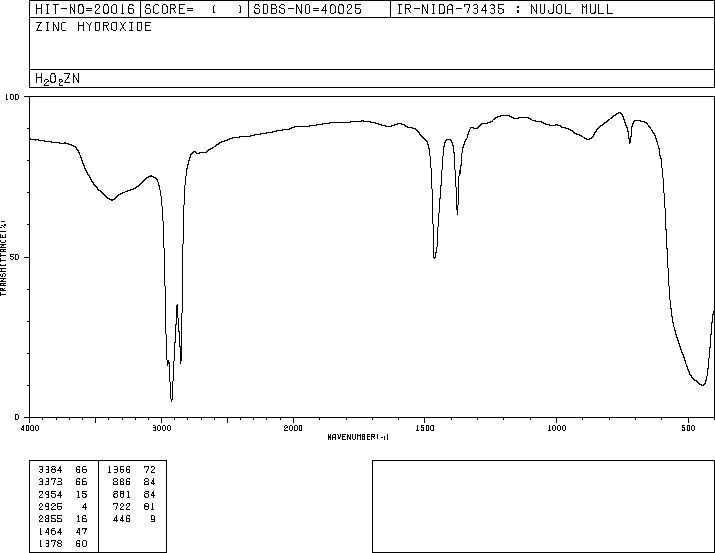 HIT-NO=20016 SCORE= ( ) SDBS-NO=40025 IR-NIDA-73435 : NUJOL MULL
ZINC HYDROXIDE
H2O2ZN
100
50
0
TRANSMITTANCE(%)
4000 3000 2000 1500 1000 500
WAVENUMBER(-1)
3384 66 1366 72
3373 66 886 84
2954 15 881 84
2925 4 722 81
2855 16 446 9
1464 47
1378 60